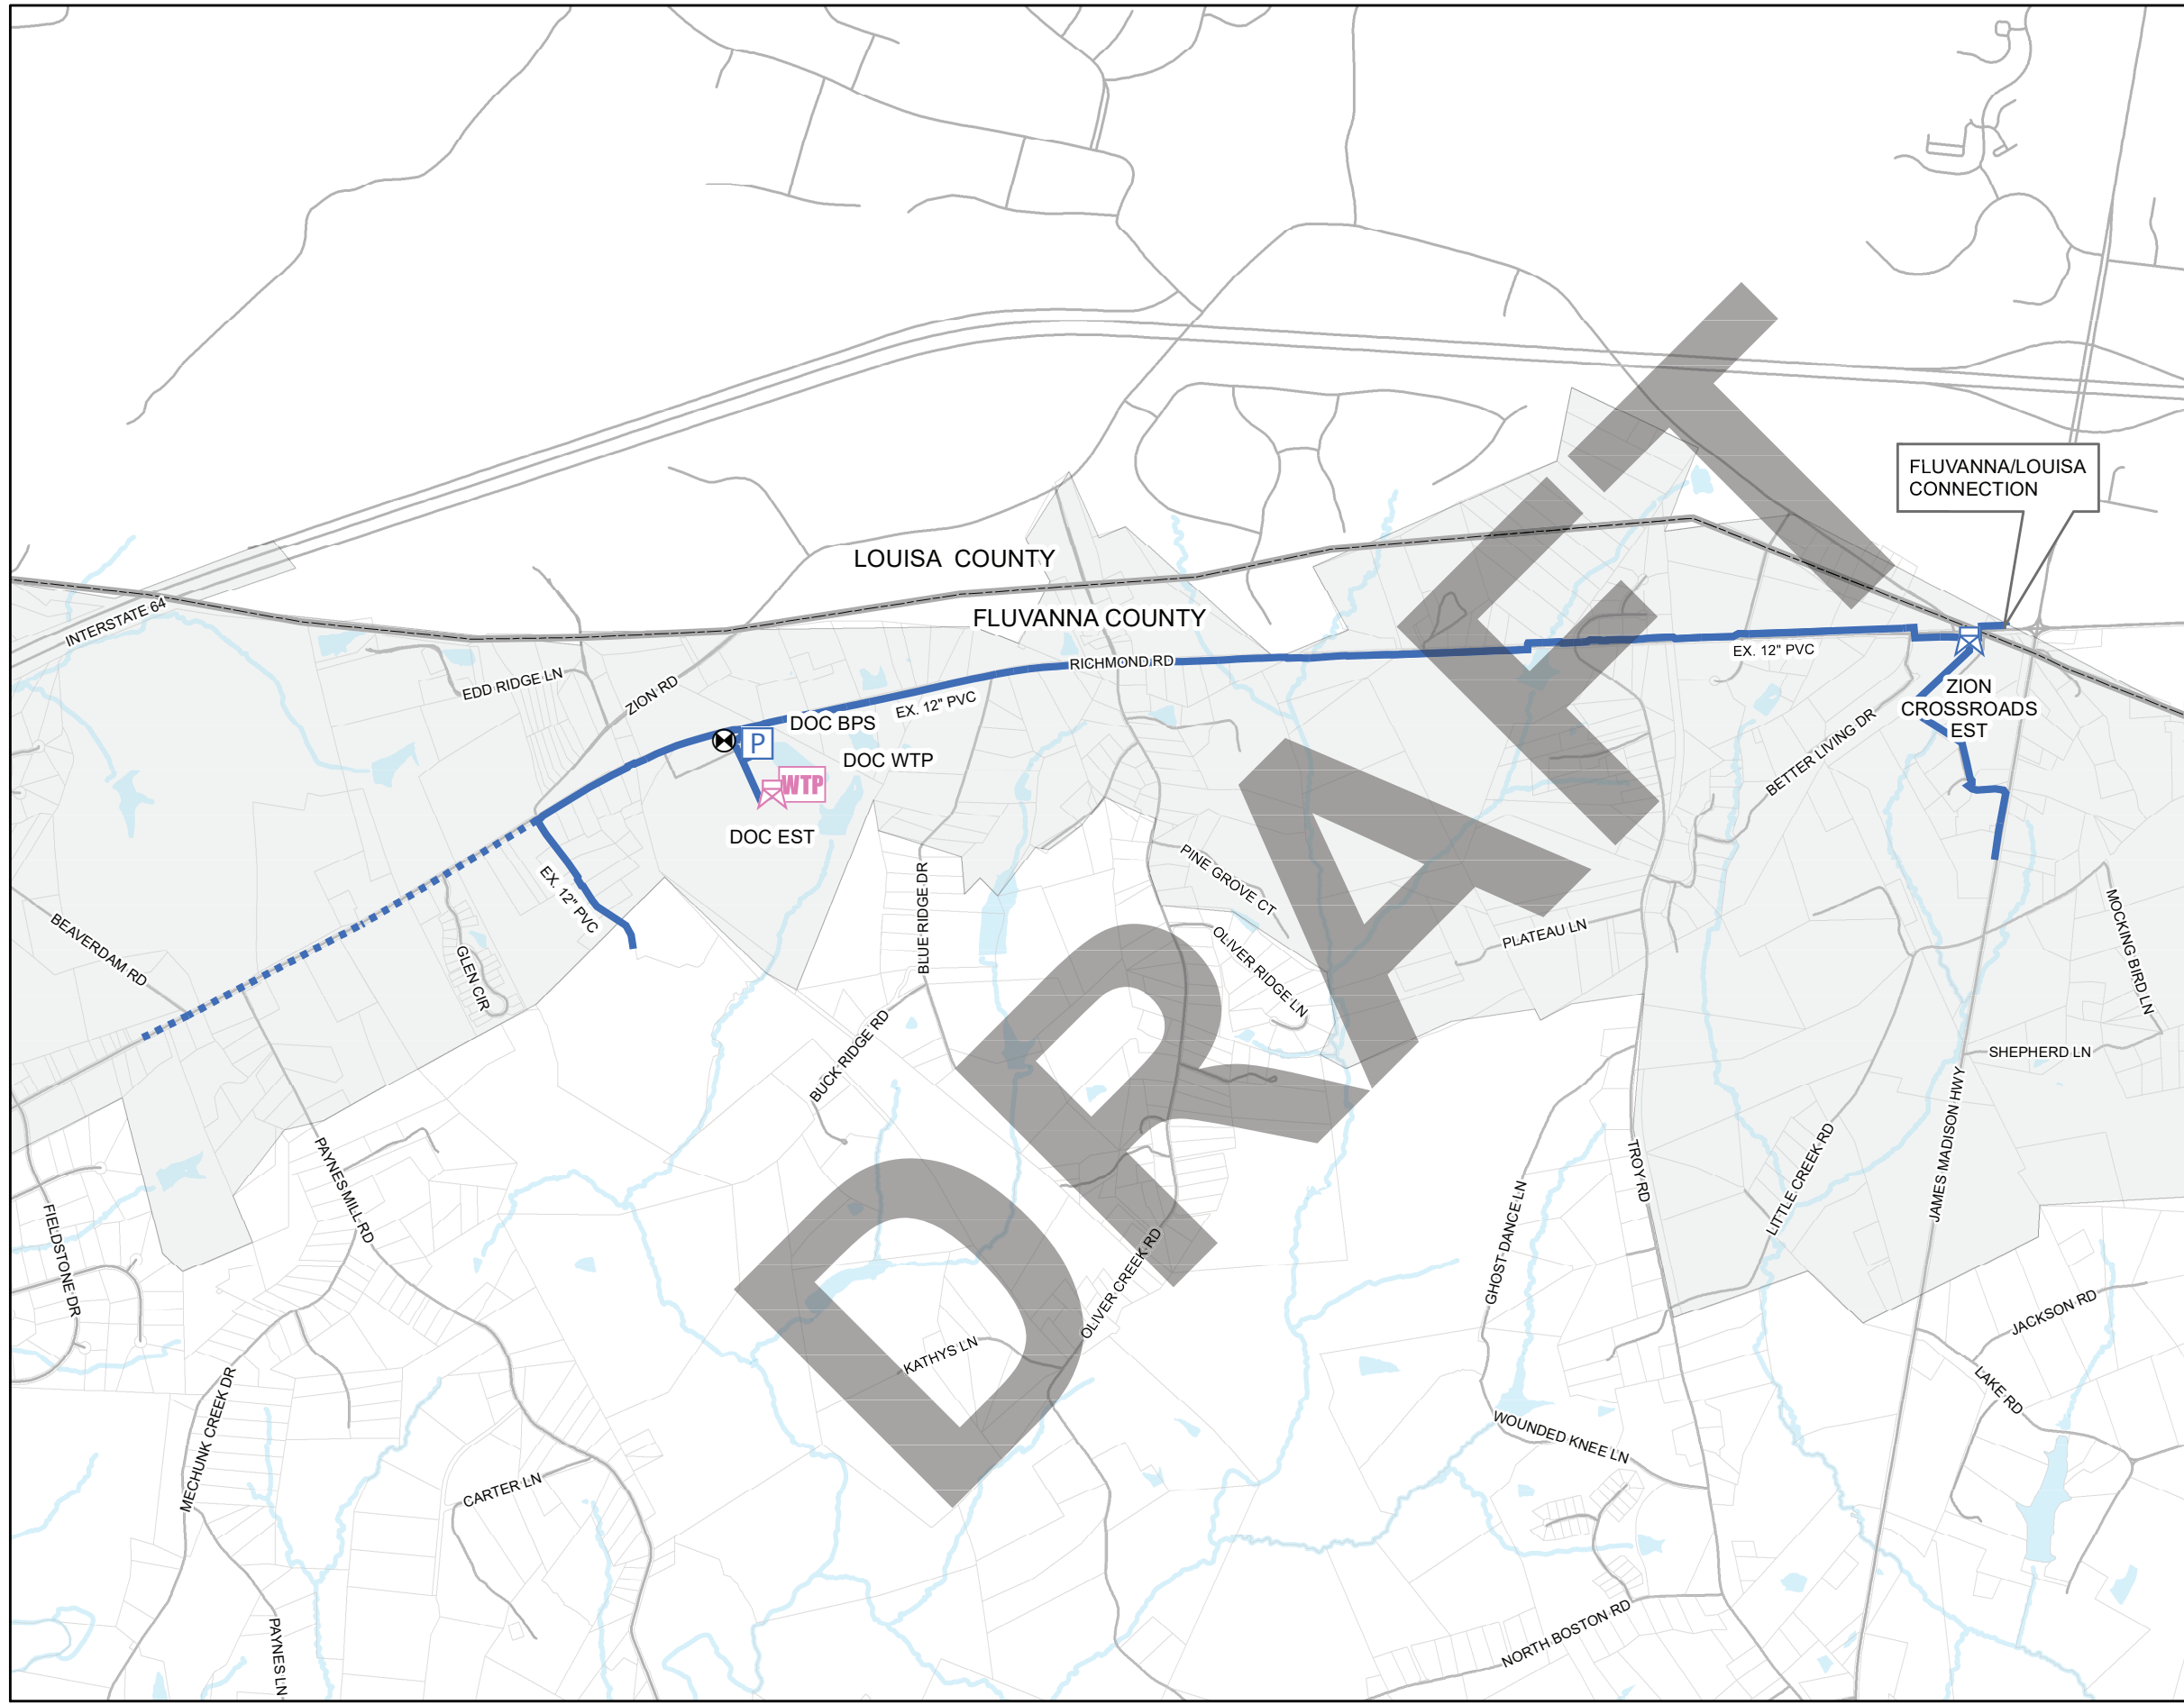 FLUVANNA/LOUISA
CONNECTION
LOUISA  COUNTY
FLUVANNA COUNTY
INTERSTATE 64
RICHMOND RD
EX. 12" PVC
EDD RIDGE LN
ZION RD
EX. 12" PVC
ZION
CROSSROADS
EST
DOC BPS
P
DOC WTP
WTP
DOC EST
BETTER LIVING DR
EX. 12" PVC
BLUE RIDGE DR
PINE GROVE CT
BEAVERDAM RD
GLEN CIR
OLIVER RIDGE LN
PLATEAU LN
MOCKING BIRD LN
BUCK RIDGE RD
SHEPHERD LN
JAMES MADISON HWY
PAYNES MILL RD
TROY RD
LITTLE CREEK RD
FIELDSTONE DR
GHOST DANCE LN
OLIVER CREEK RD
JACKSON RD
KATHYS LN
LAKE RD
MECHUNK CREEK DR
WOUNDED KNEE LN
CARTER LN
NORTH BOSTON RD
PAYNES LN
DRAFT